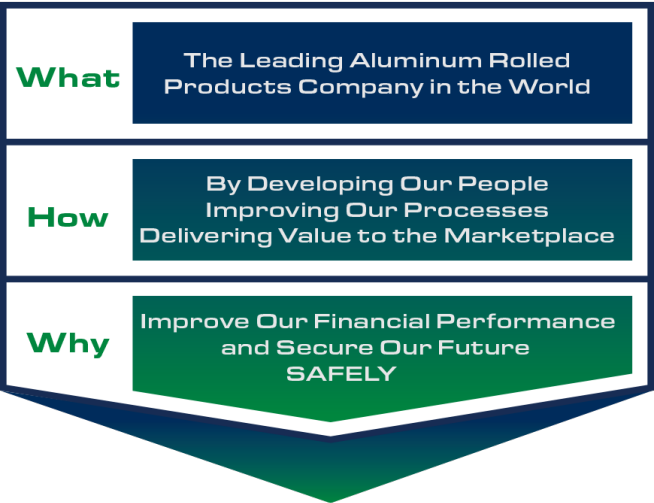 What
The Leading Aluminum Rolled
Products Company in the World
How
By Developing Our People
Improving Our Processes
Delivering Value to the Marketplace
Why
Improve Our Financial Performance
and Secure Our Future
SAFELY